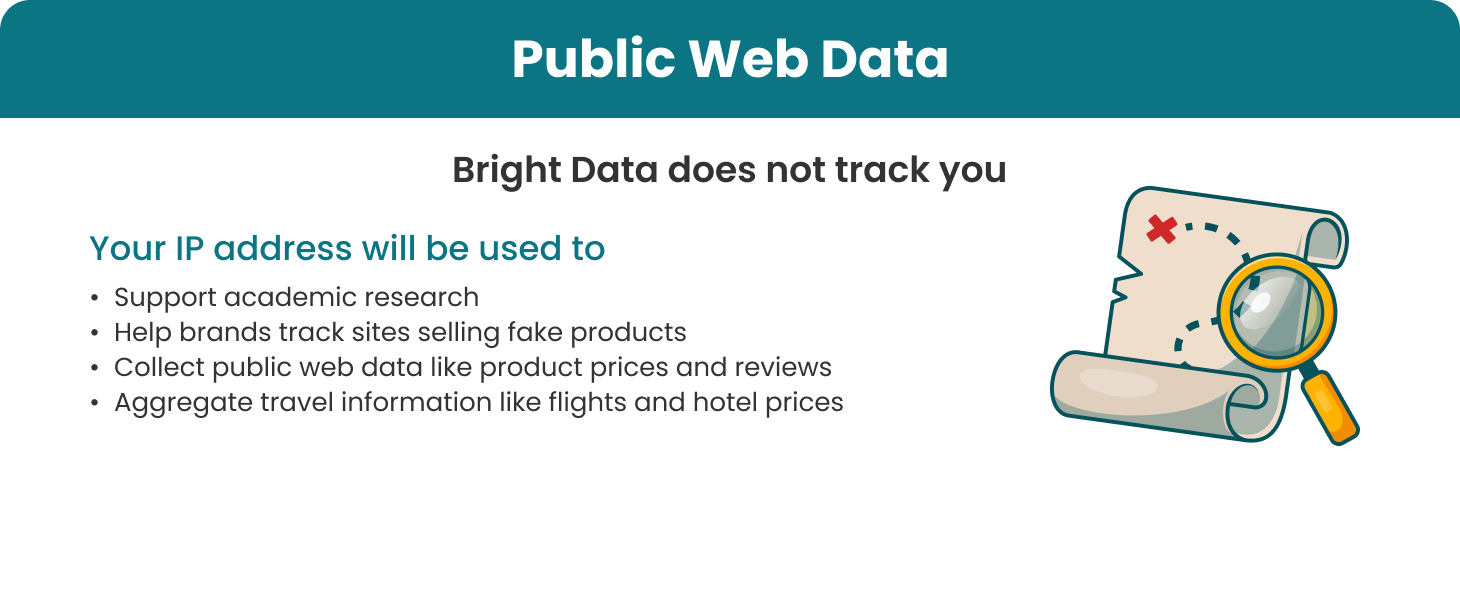 Public Web Data
Bright Data does not track you
Your IP address will be used to
• Support academic research
• Help brands track sites selling fake products
• Collect public web data like product prices and reviews
• Aggregate travel information like flights and hotel prices